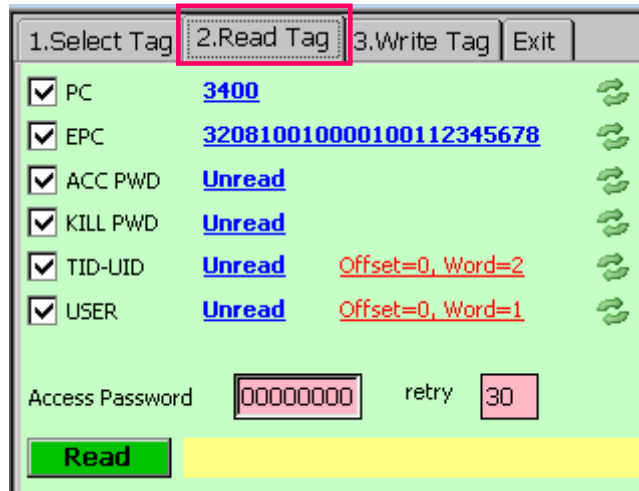 1.Select Tag 2.Read Tag 3.Write Tag Exit
PC 3400
EPC 320810010000100112345678
ACC PWD Unread
KILL PWD Unread
TID-UID Unread Offset=0, Word=2
USER Unread Offset=0, Word=1
Access Password 00000000 retry 30
Read